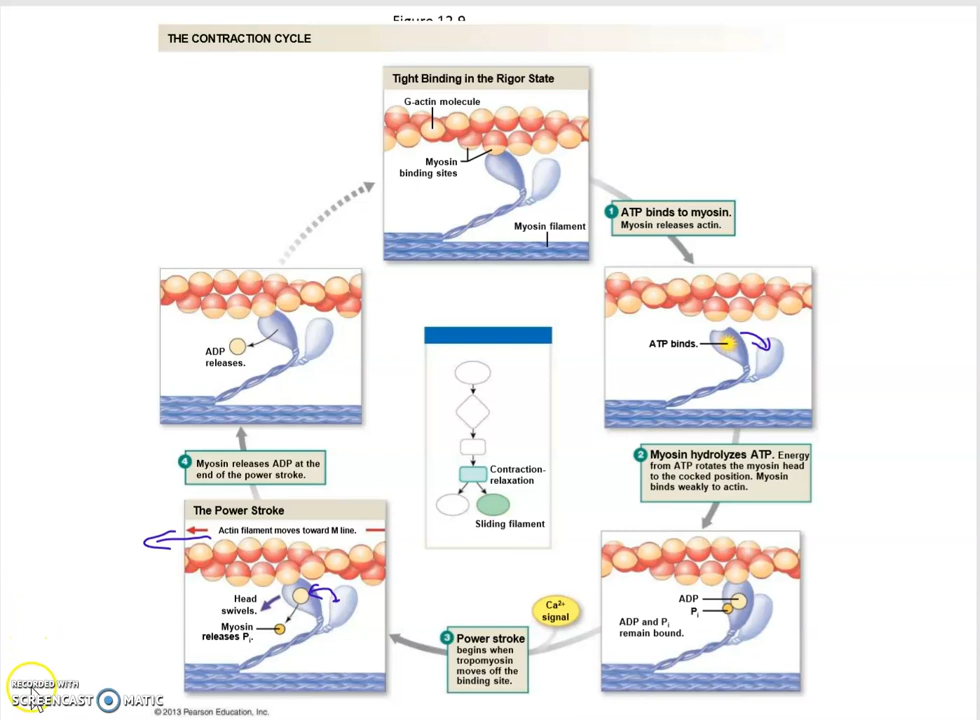 Figure 12.9
THE CONTRACTION CYCLE
Tight Binding in the Rigor State
G-actin molecule
Myosin
binding sites
Myosin filament
1 ATP binds to myosin.
Myosin releases actin.
ATP binds.
2 Myosin hydrolyzes ATP. Energy
from ATP rotates the myosin head
to the cocked position. Myosin
binds weakly to actin.
ADP
Pi
ADP and Pi
remain bound.
Ca2+
signal
3 Power stroke
begins when
tropomyosin
moves off the
binding site.
The Power Stroke
Actin filament moves toward M line.
Head
swivels.
Myosin
releases Pi.
4 Myosin releases ADP at the
end of the power stroke.
ADP
releases.
Contraction-
relaxation
Sliding filament
RECORDED WITH
SCREENCAST MATIC
©2013 Pearson Education, Inc.